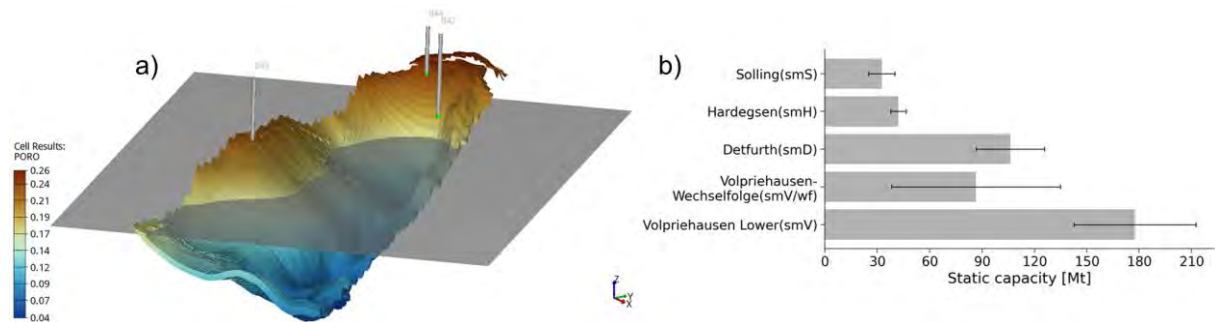 a)
Cell Results:
PORO
0.26
0.24
0.21
0.19
0.17
0.14
0.12
0.10
0.07
0.04
Z
Y
X
b)
Solling(smS)
Hardegsen(smH)
Detfurth(smD)
Volpriehausen-
Wechselfolge(smV/wf)
Volpriehausen Lower(smV)
0 30 60 90 120 150 180 210
Static capacity [Mt]